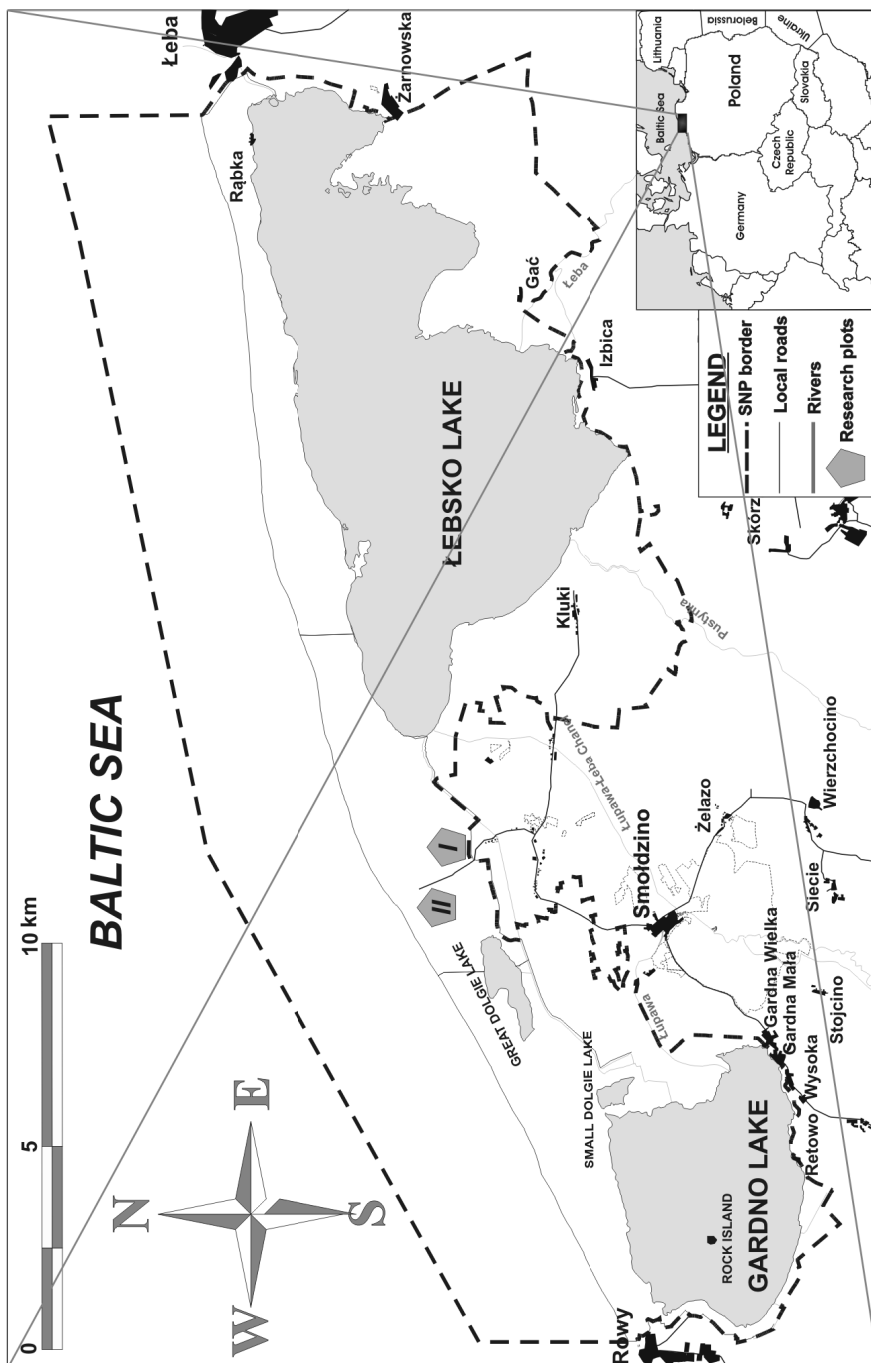 0
5
10 km
BALTIC SEA
N
E
S
W
Łeba
Rąbka
Żarnowska
Gać
Łeba
Izbica
ŁEBSKO LAKE
Kluki
Pustynka
I
II
GREAT DOLGIE LAKE
SMALL DOLGIE LAKE
Łupawa-Łeba Chanel
Smołdzino
Żelazo
Wierzchocino
Siecie
Stojcino
Łupawa
Gardna Wielka
Gardna Mała
Wysoka
Retowo
ROCK ISLAND
GARDNO LAKE
Rowy
LEGEND
SNP border
Local roads
Rivers
Research plots
Baltic Sea
Lithuania
Belorussia
Ukraine
Poland
Germany
Czech
Republic
Slovakia